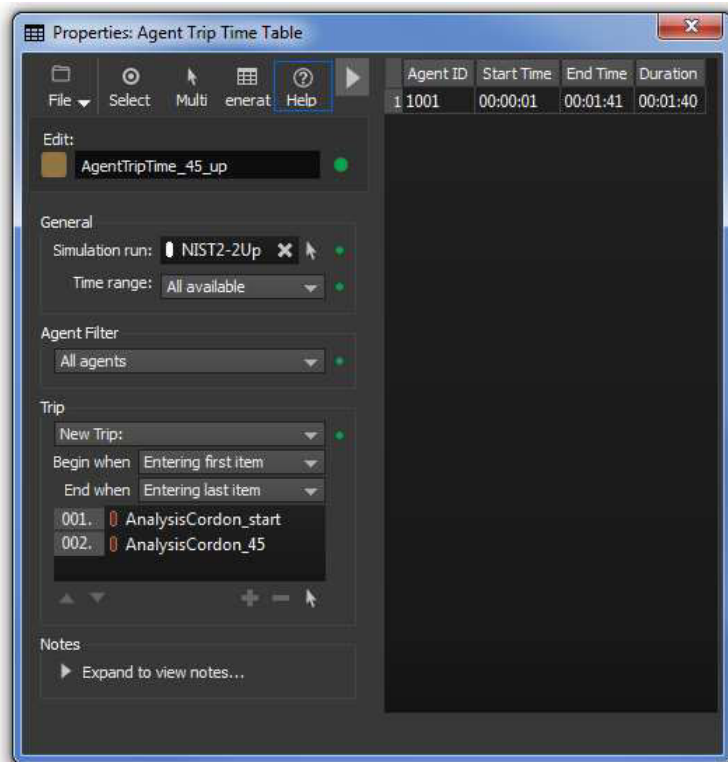 Properties: Agent Trip Time Table
File Select Multi enerat Help
Edit:
AgentTripTime_45_up
General
Simulation run: NIST2-2Up
Time range: All available
Agent Filter
All agents
Trip
New Trip:
Begin when Entering first item
End when Entering last item
001. AnalysisCordon_start
002. AnalysisCordon_45
Notes
Expand to view notes...
Agent ID Start Time End Time Duration
1 1001 00:00:01 00:01:41 00:01:40